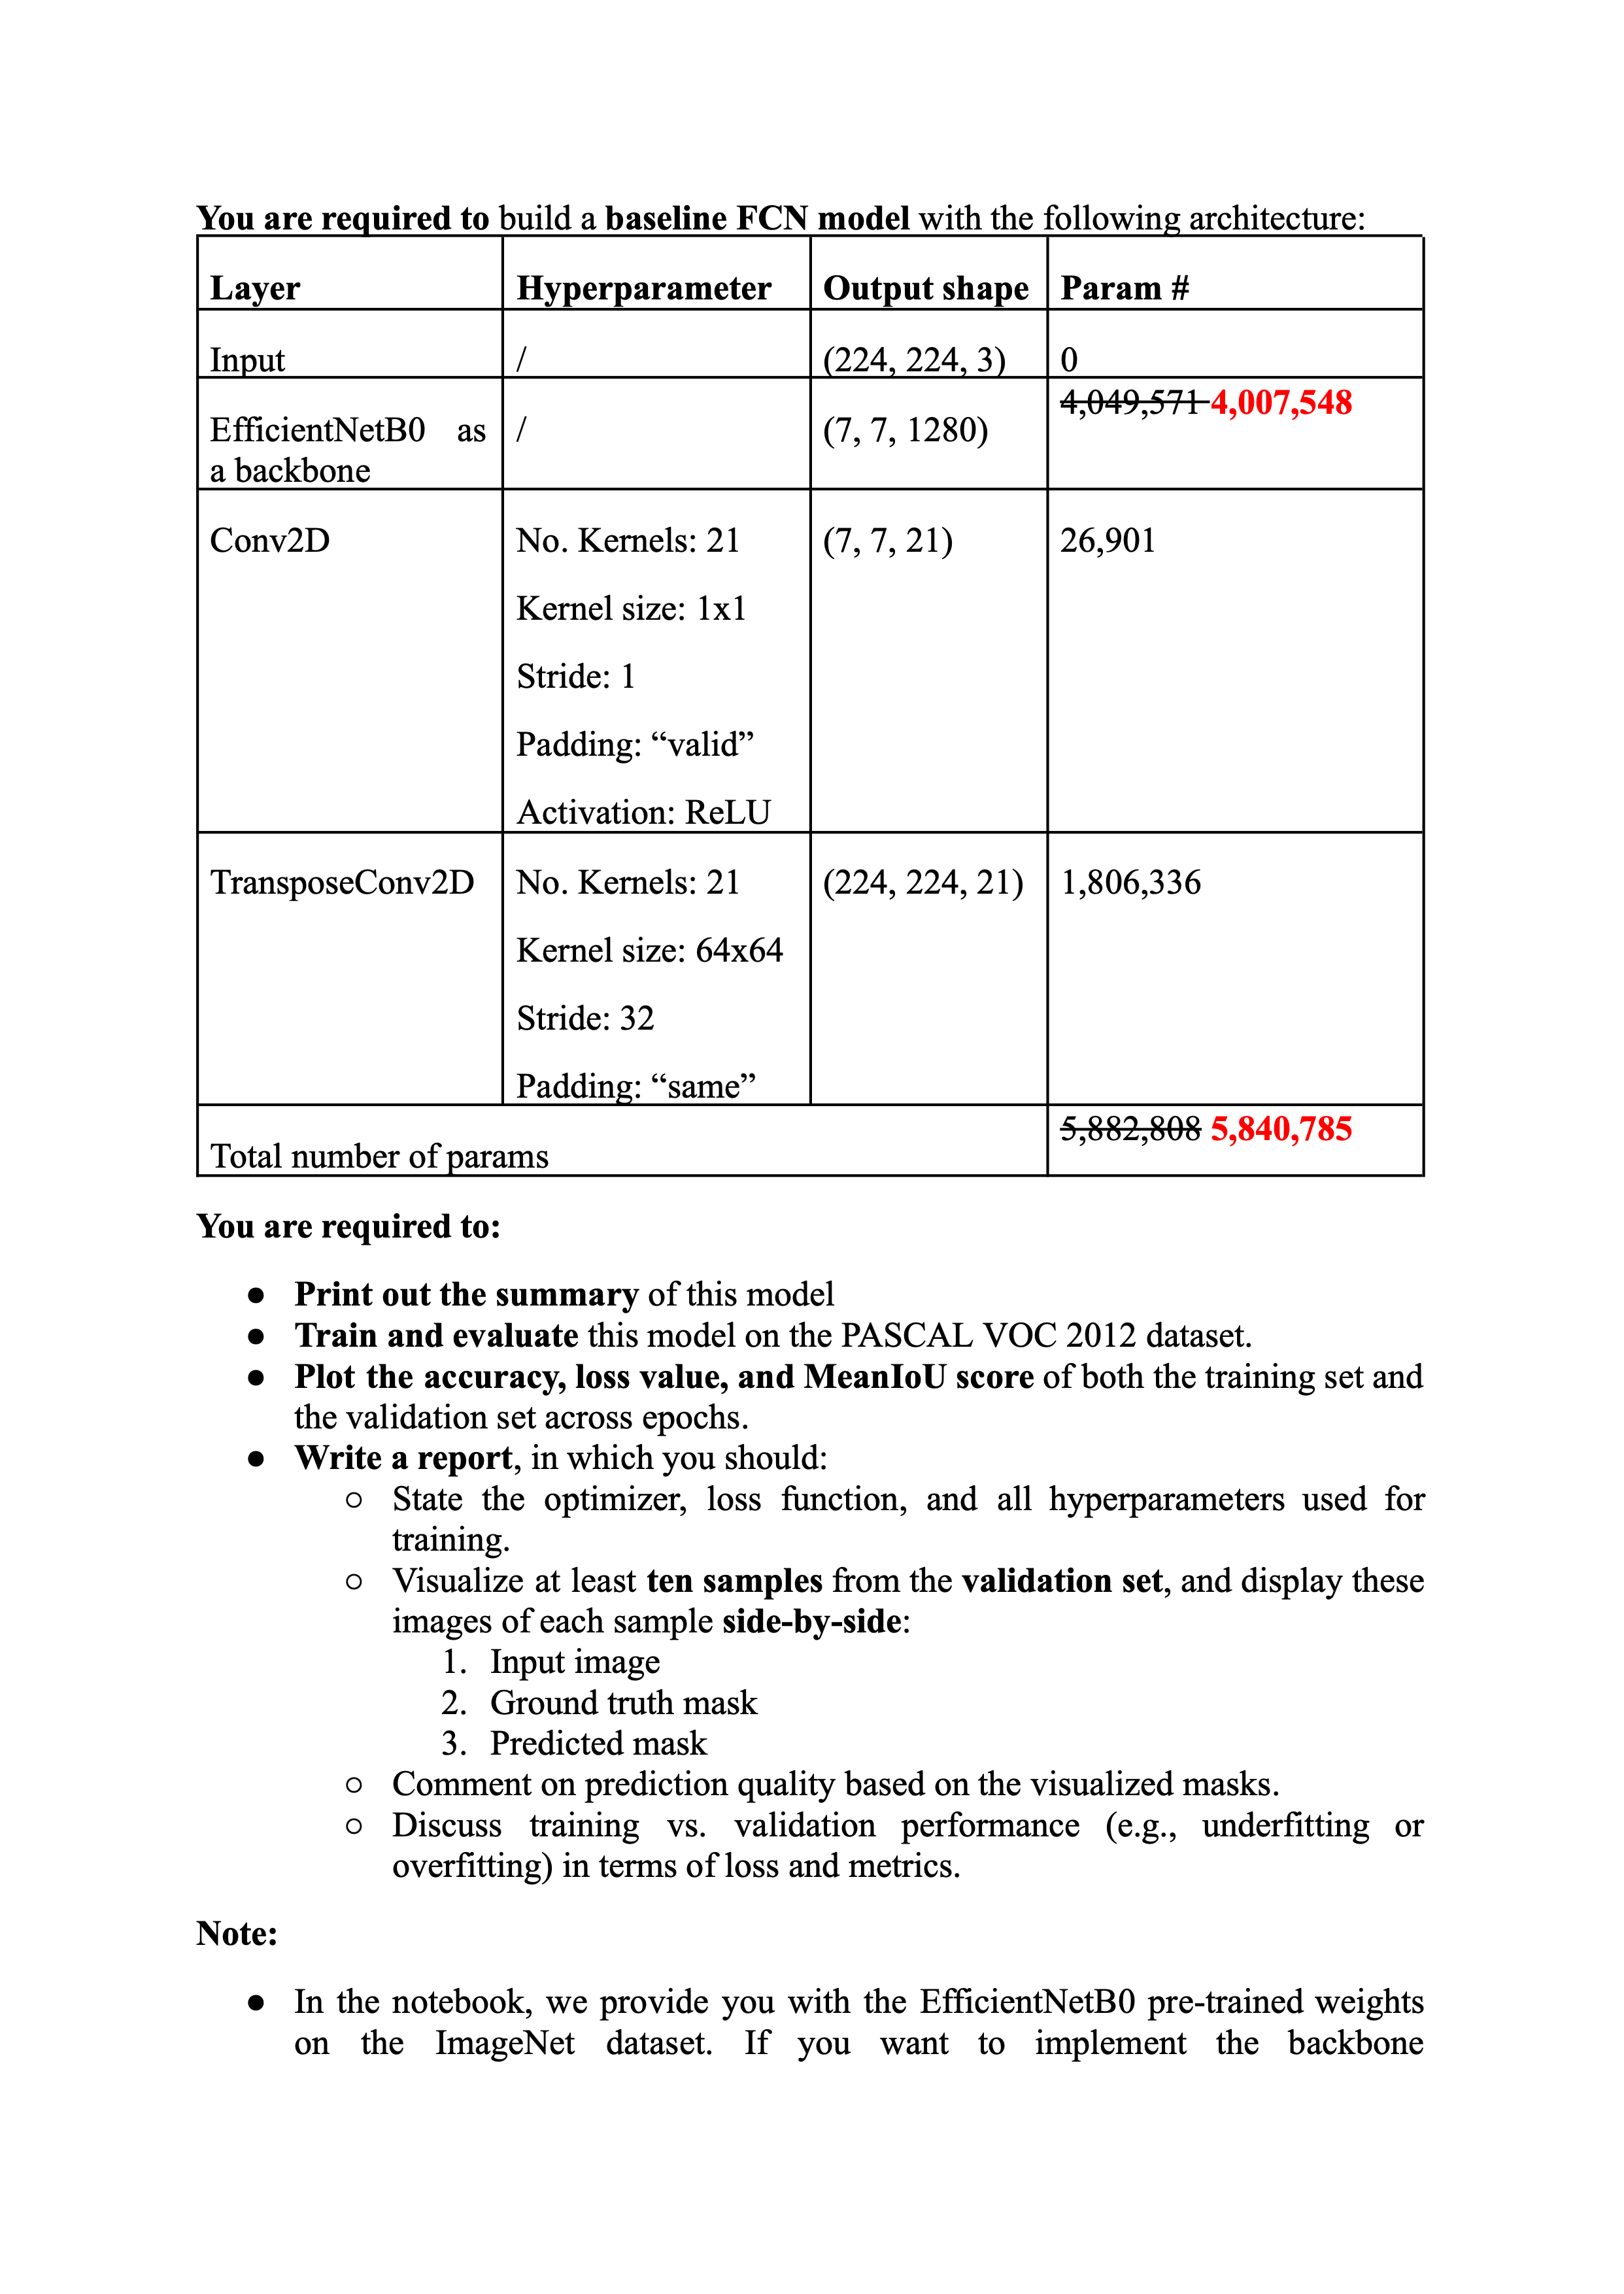 You are required to build a baseline FCN model with the following architecture:
Layer Hyperparameter Output shape Param #
Input / (224, 224, 3) 0
4,049,571 4,007,548
EfficientNetB0 as / (7, 7, 1280)
a backbone
Conv2D No. Kernels: 21 (7, 7, 21) 26,901
Kernel size: 1x1
Stride: 1
Padding: “valid”
Activation: ReLU
TransposeConv2D No. Kernels: 21 (224, 224, 21) 1,806,336
Kernel size: 64x64
Stride: 32
Padding: “same”
5,882,808 5,840,785
Total number of params
You are required to:
● Print out the summary of this model
● Train and evaluate this model on the PASCAL VOC 2012 dataset.
● Plot the accuracy, loss value, and MeanIoU score of both the training set and
the validation set across epochs.
● Write a report, in which you should:
○ State the optimizer, loss function, and all hyperparameters used for
training.
○ Visualize at least ten samples from the validation set, and display these
images of each sample side-by-side:
1. Input image
2. Ground truth mask
3. Predicted mask
○ Comment on prediction quality based on the visualized masks.
○ Discuss training vs. validation performance (e.g., underfitting or
overfitting) in terms of loss and metrics.
Note:
● In the notebook, we provide you with the EfficientNetB0 pre-trained weights
on the ImageNet dataset. If you want to implement the backbone